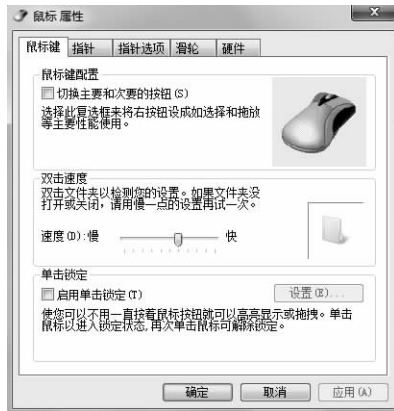 鼠标 属性
鼠标键 指针 指针选项 滑轮 硬件
鼠标键配置
切换主要和次要的按钮(S)
选择此复选框来将右按钮设成如选择和拖放
等主要性能使用。
双击速度
双击文件夹以检测您的设置。如果文件夹没
打开或关闭，请用慢一点的设置再试一次。
速度(D):慢 快
单击锁定
启用单击锁定(T) 设置(E)...
使您可以不用一直按着鼠标按钮就可以高亮显示或拖拽。单击
鼠标以进入锁定状态,再次单击鼠标可解除锁定。
确定 取消 应用(A)